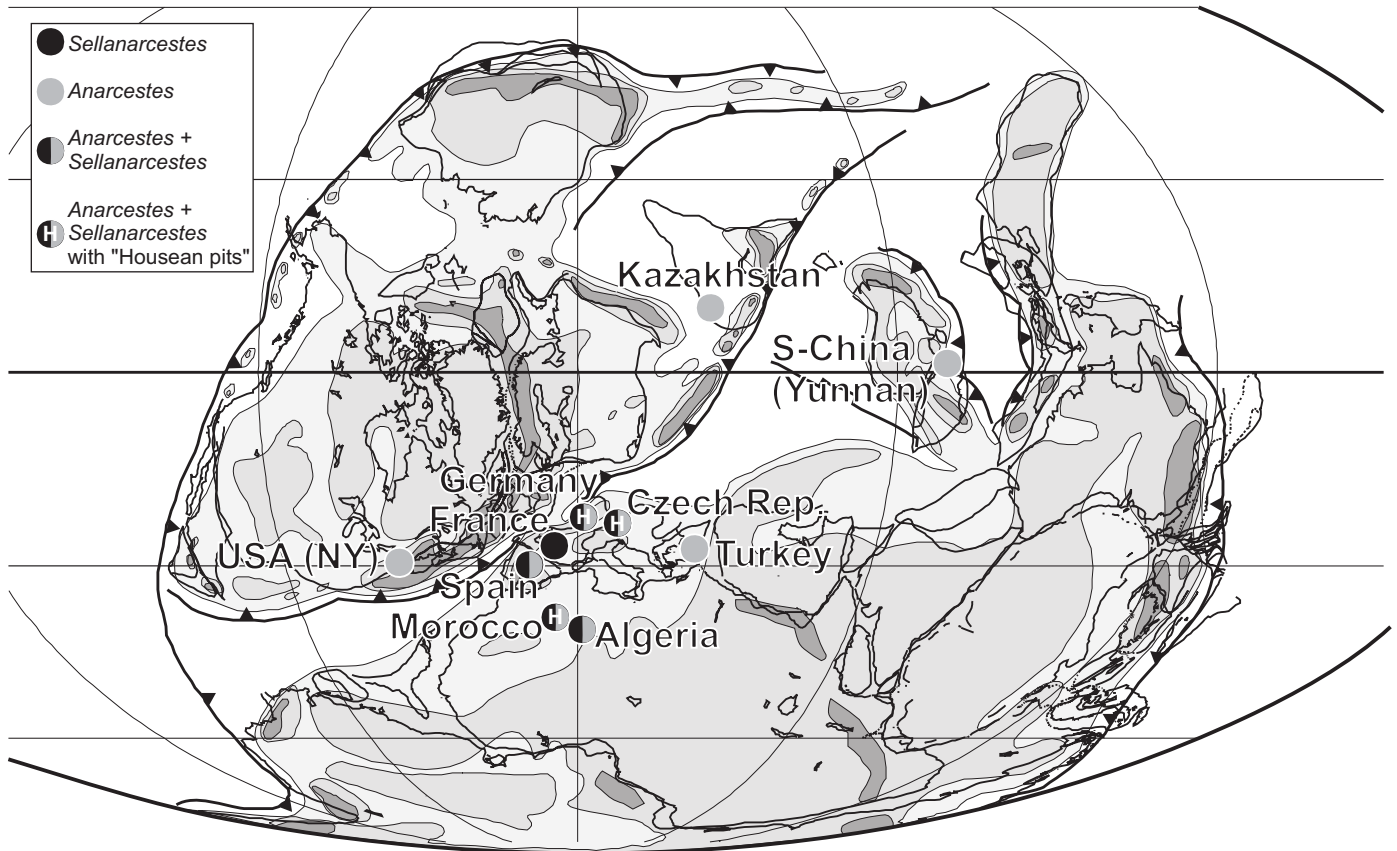 Sellanarcestes
Anarcestes
Anarcestes +
Sellanarcestes
Anarcestes +
H
Sellanarcestes
with "Housean pits"
Kazakhstan
S-China
(Yunnan)
Germany
H
H
Czech Rep.
France
USA (NY)
Turkey
Spain
Morocco
H
Algeria